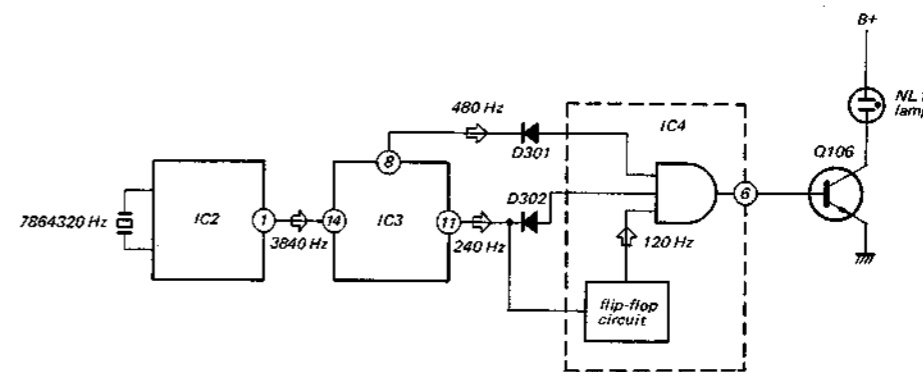 B+
NL
480 Hz
IC4
D301
Q106
8
D302
6
7864320 Hz
IC2
1
14
IC3
11
3840 Hz
240 Hz
120 Hz
flip-flop
circuit